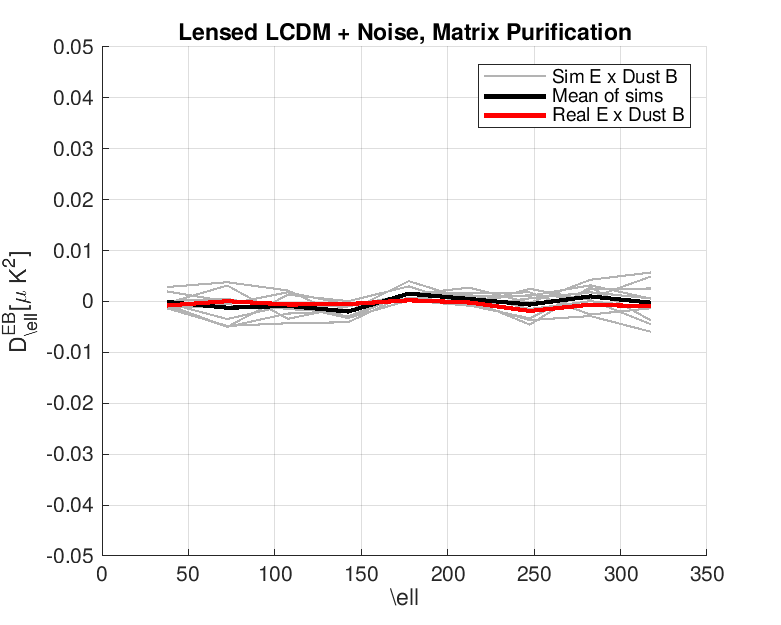 Lensed LCDM + Noise, Matrix Purification
0.05
0.04
0.03
0.02
0.01
0
-0.01
-0.02
-0.03
-0.04
-0.05
D^{EB}_{\ell}[μ K^2]
Sim E x Dust B
Mean of sims
Real E x Dust B
0 50 100 150 200 250 300 350
\ell